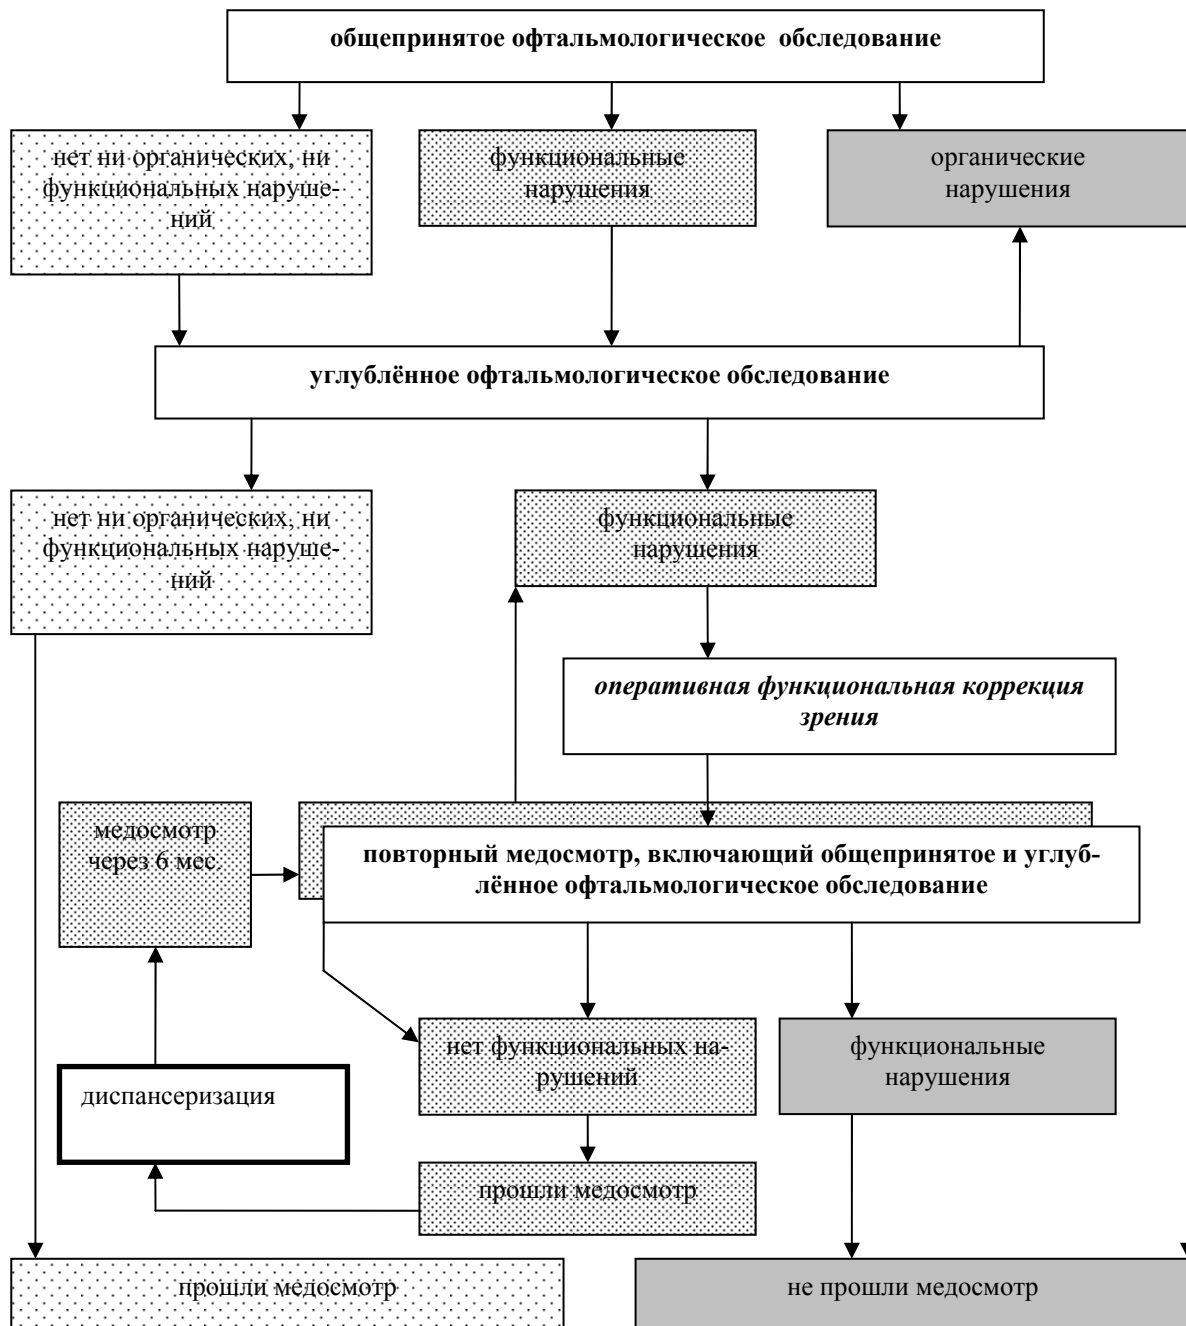 общепринятое офтальмологическое обследование
нет ни органических, ни
функциональных наруше-
ний
функциональные
нарушения
органические
нарушения
углублённое офтальмологическое обследование
нет ни органических, ни
функциональных наруше-
ний
функциональные
нарушения
оперативная функциональная коррекция
зрения
медосмотр
через 6 мес.
повторный медосмотр, включающий общепринятое и углуб-
лённое офтальмологическое обследование
нет функциональных на-
рушений
функциональные
нарушения
диспансеризация
прошли медосмотр
прошли медосмотр
не прошли медосмотр